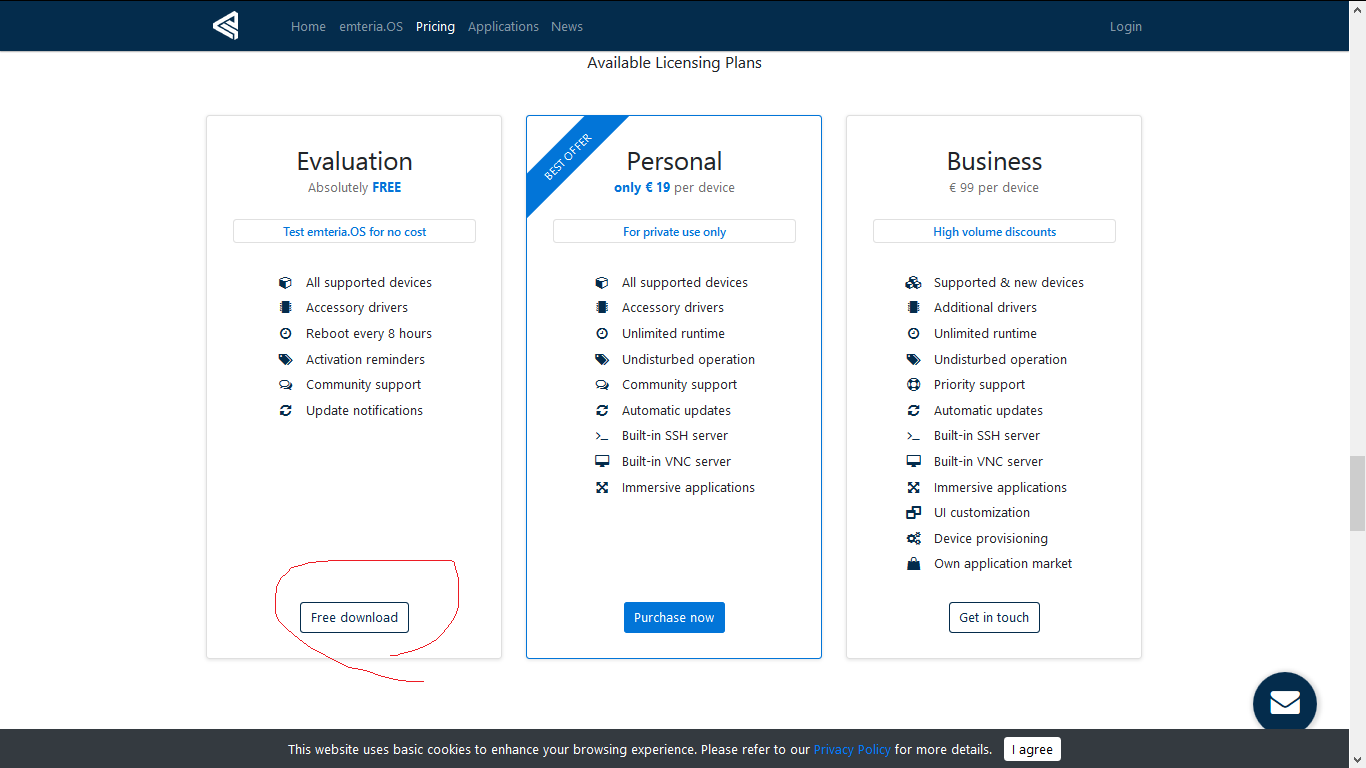 Home emteria.OS Pricing Applications News Login
Available Licensing Plans
BEST OFFER
Evaluation
Absolutely FREE
Test emteria.OS for no cost
All supported devices
Accessory drivers
Reboot every 8 hours
Activation reminders
Community support
Update notifications
Free download
Personal
only € 19 per device
For private use only
All supported devices
Accessory drivers
Unlimited runtime
Undisturbed operation
Community support
Automatic updates
Built-in SSH server
Built-in VNC server
Immersive applications
Purchase now
Business
€ 99 per device
High volume discounts
Supported & new devices
Additional drivers
Unlimited runtime
Undisturbed operation
Priority support
Automatic updates
Built-in SSH server
Built-in VNC server
Immersive applications
UI customization
Device provisioning
Own application market
Get in touch
This website uses basic cookies to enhance your browsing experience. Please refer to our Privacy Policy for more details. I agree